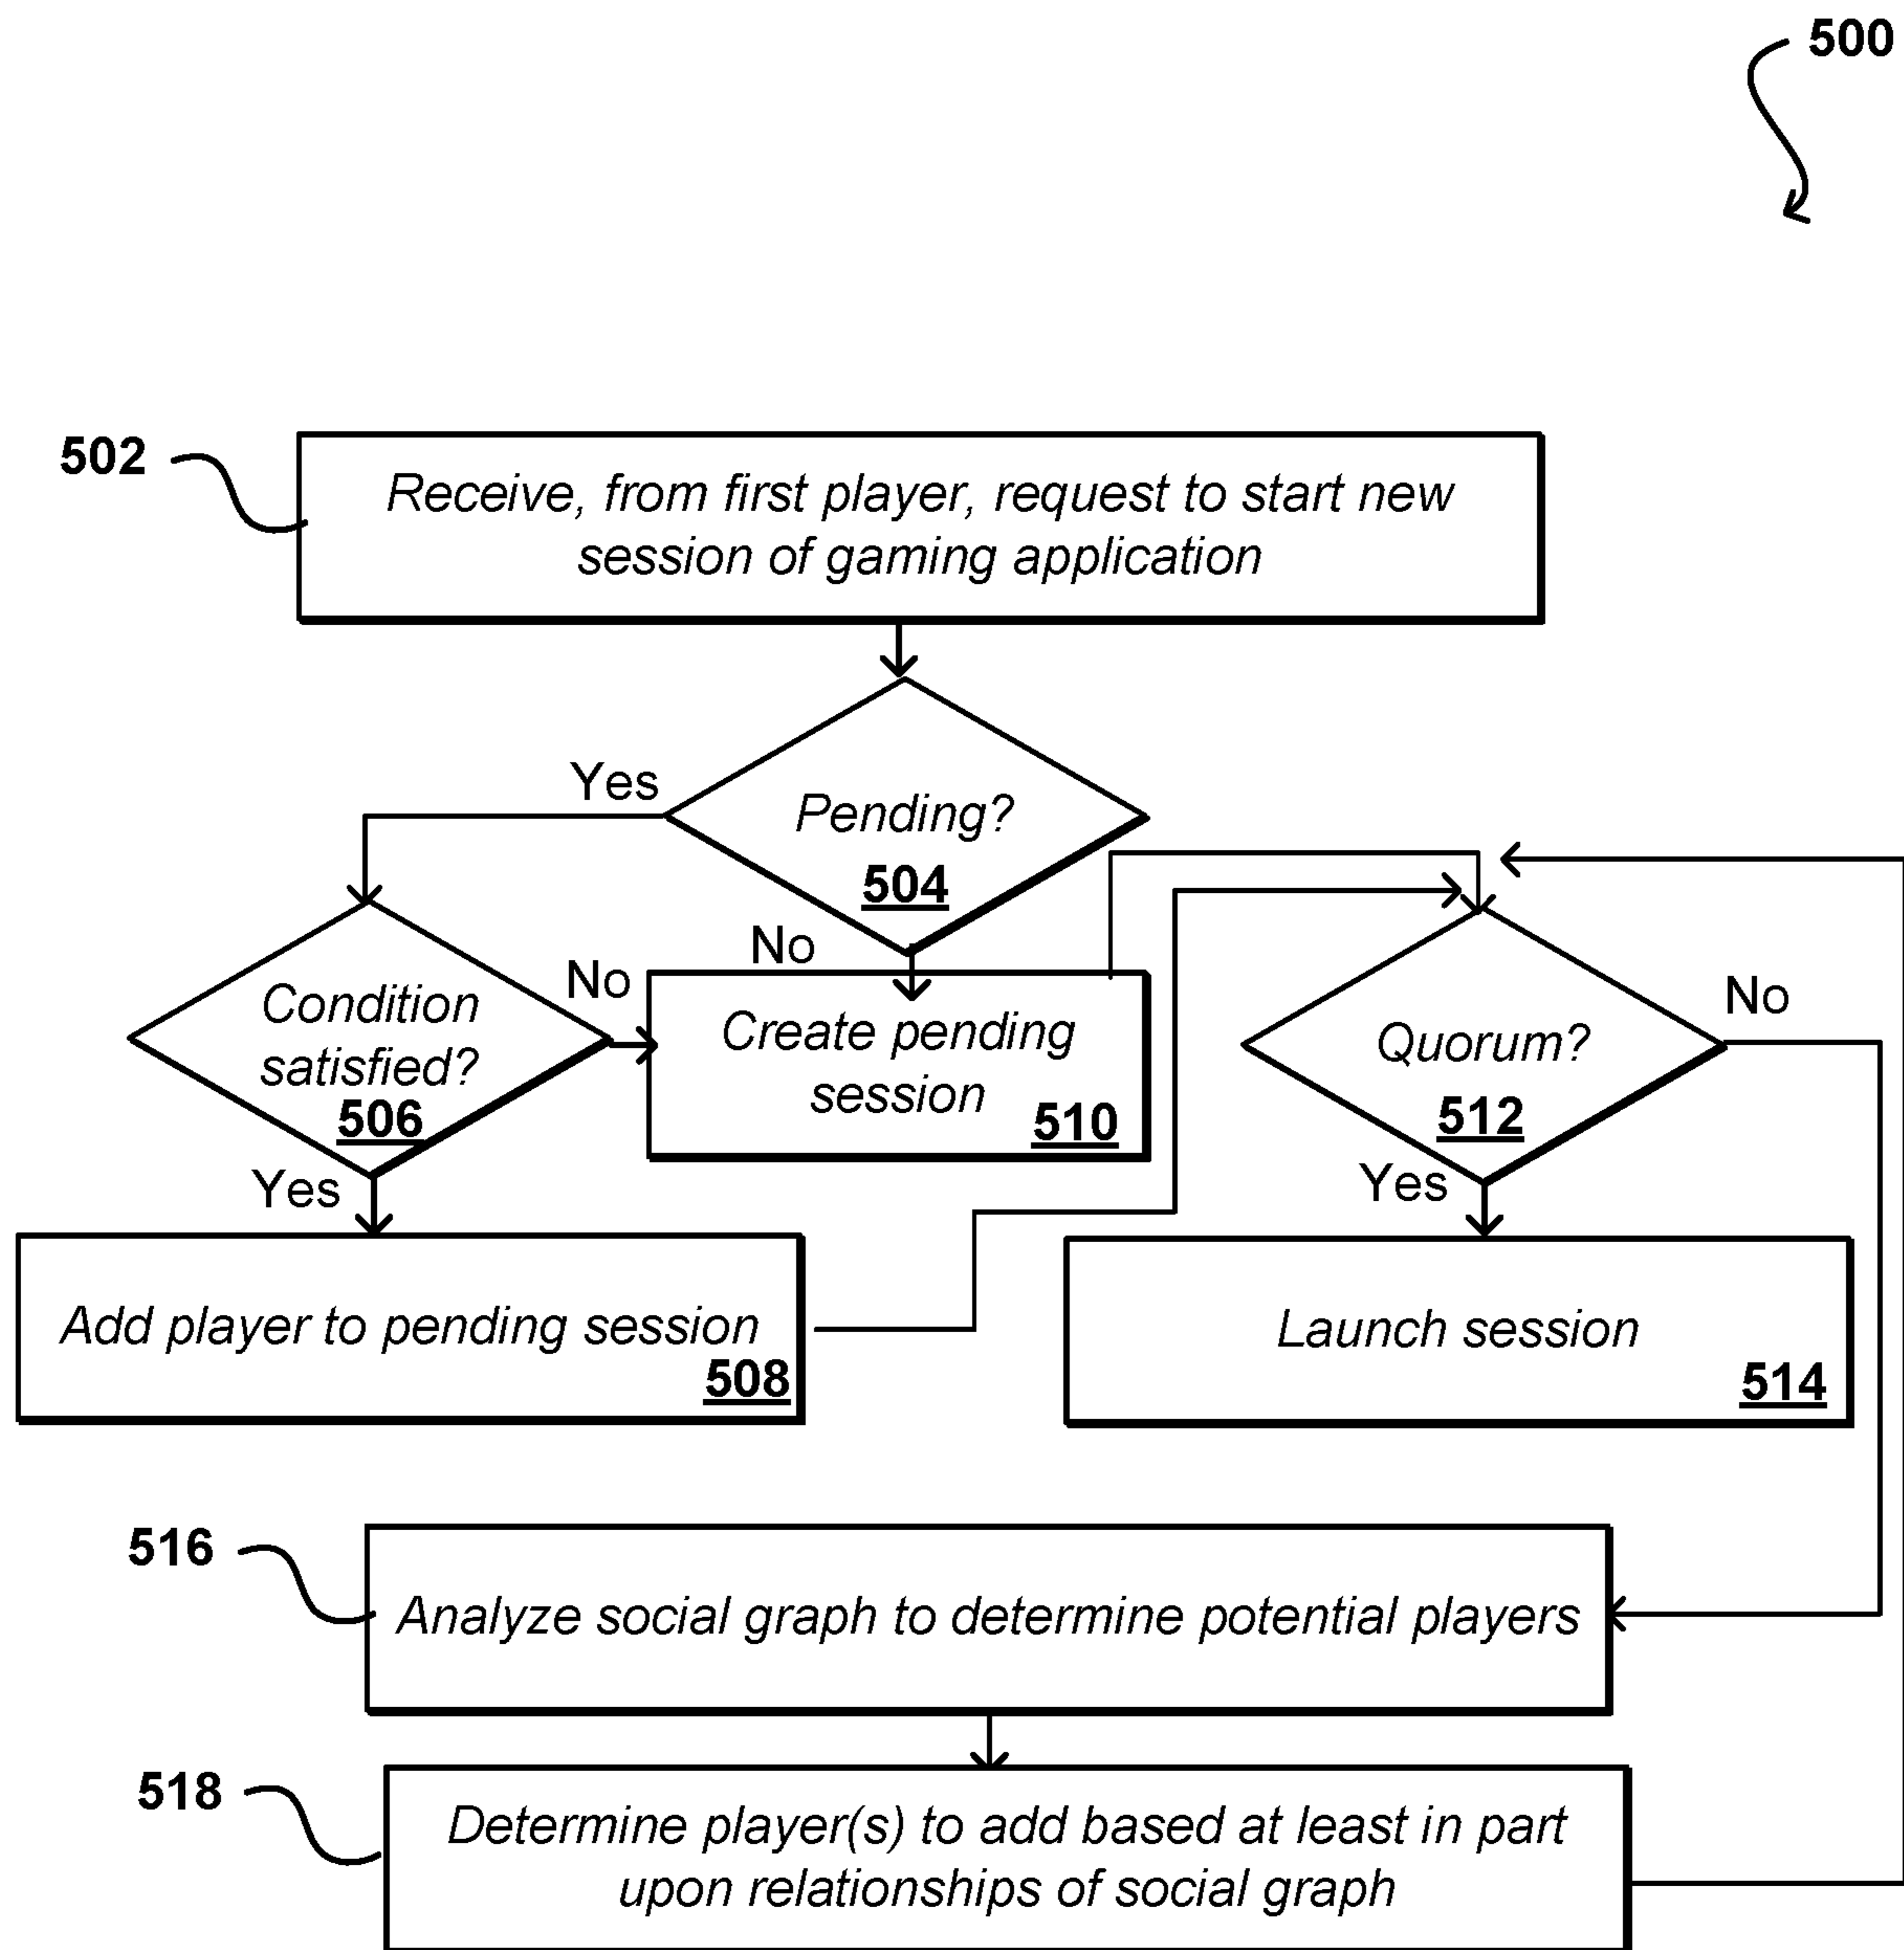 500
502
Receive, from first player, request to start new
session of gaming application
Yes
Pending?
504
No
Condition
satisfied?
506
No
Create pending
session
510
Quorum?
512
No
Yes
Yes
Add player to pending session
508
Launch session
514
516
Analyze social graph to determine potential players
518
Determine player(s) to add based at least in part
upon relationships of social graph